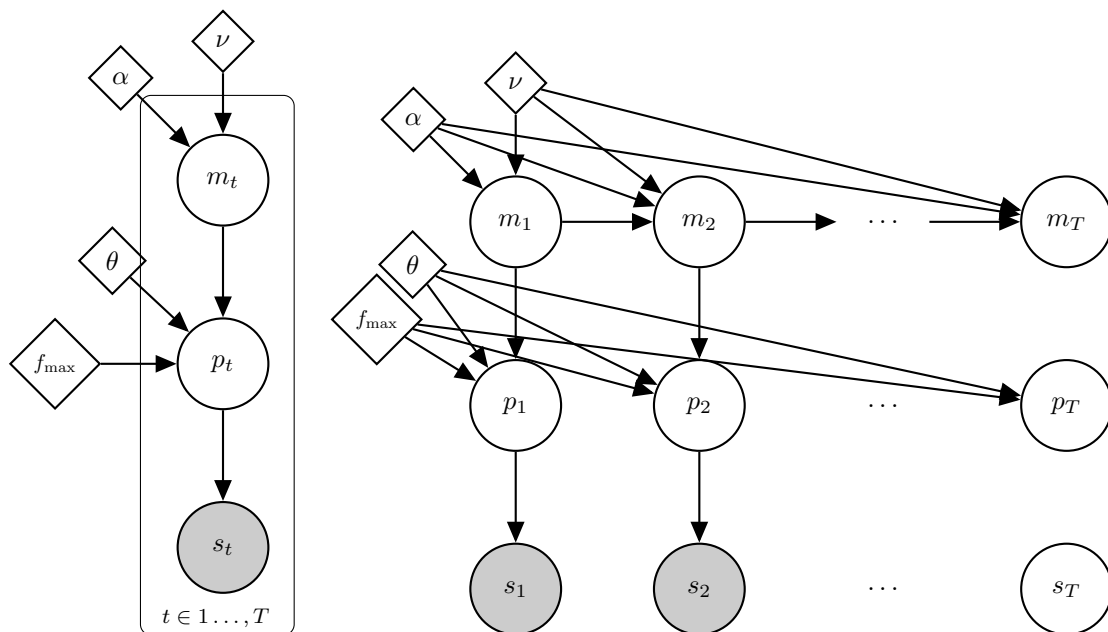 ν
α
m_t
θ
f_max
p_t
s_t
t ∈ 1 …, T
ν
α
m_1
m_2
···
m_T
θ
f_max
p_1
p_2
···
p_T
s_1
s_2
···
s_T